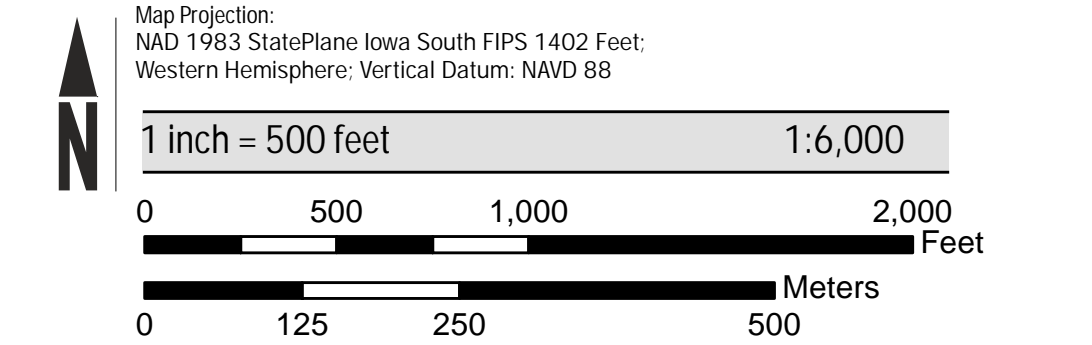 Map Projection:
NAD 1983 StatePlane Iowa South FIPS 1402 Feet;
Western Hemisphere; Vertical Datum: NAVD 88
N
1 inch = 500 feet 1:6,000
0 500 1,000 2,000
Feet
Meters
0 125 250 500